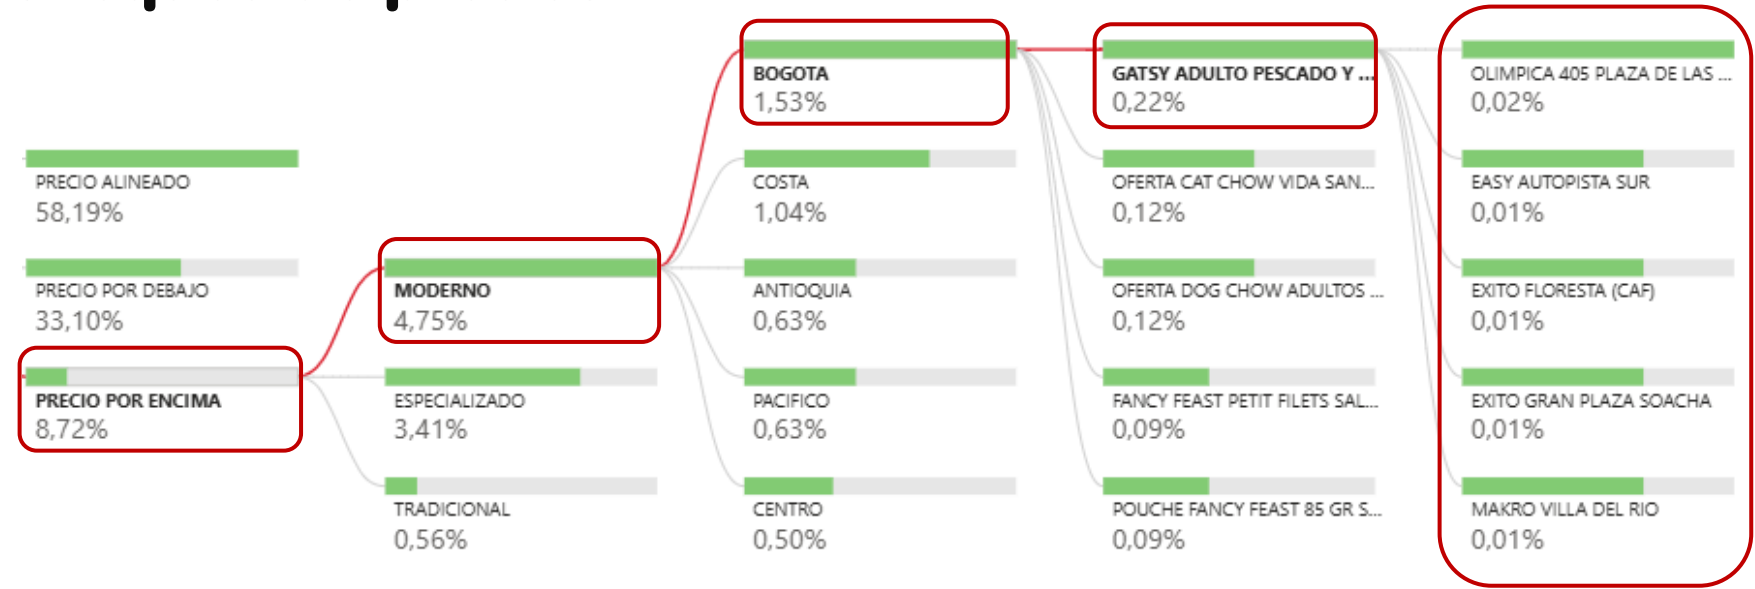 PRECIO ALINEADO
58,19%
PRECIO POR DEBAJO
33,10%
PRECIO POR ENCIMA
8,72%
MODERNO
4,75%
ESPECIALIZADO
3,41%
TRADICIONAL
0,56%
BOGOTA
1,53%
COSTA
1,04%
ANTIOQUIA
0,63%
PACIFICO
0,63%
CENTRO
0,50%
GATSY ADULTO PESCADO Y ...
0,22%
OFERTA CAT CHOW VIDA SAN...
0,12%
OFERTA DOG CHOW ADULTOS ...
0,12%
FANCY FEAST PETIT FILETS SAL...
0,09%
POUCHE FANCY FEAST 85 GR S...
0,09%
OLIMPICA 405 PLAZA DE LAS ...
0,02%
EASY AUTOPISTA SUR
0,01%
EXITO FLORESTA (CAF)
0,01%
EXITO GRAN PLAZA SOACHA
0,01%
MAKRO VILLA DEL RIO
0,01%